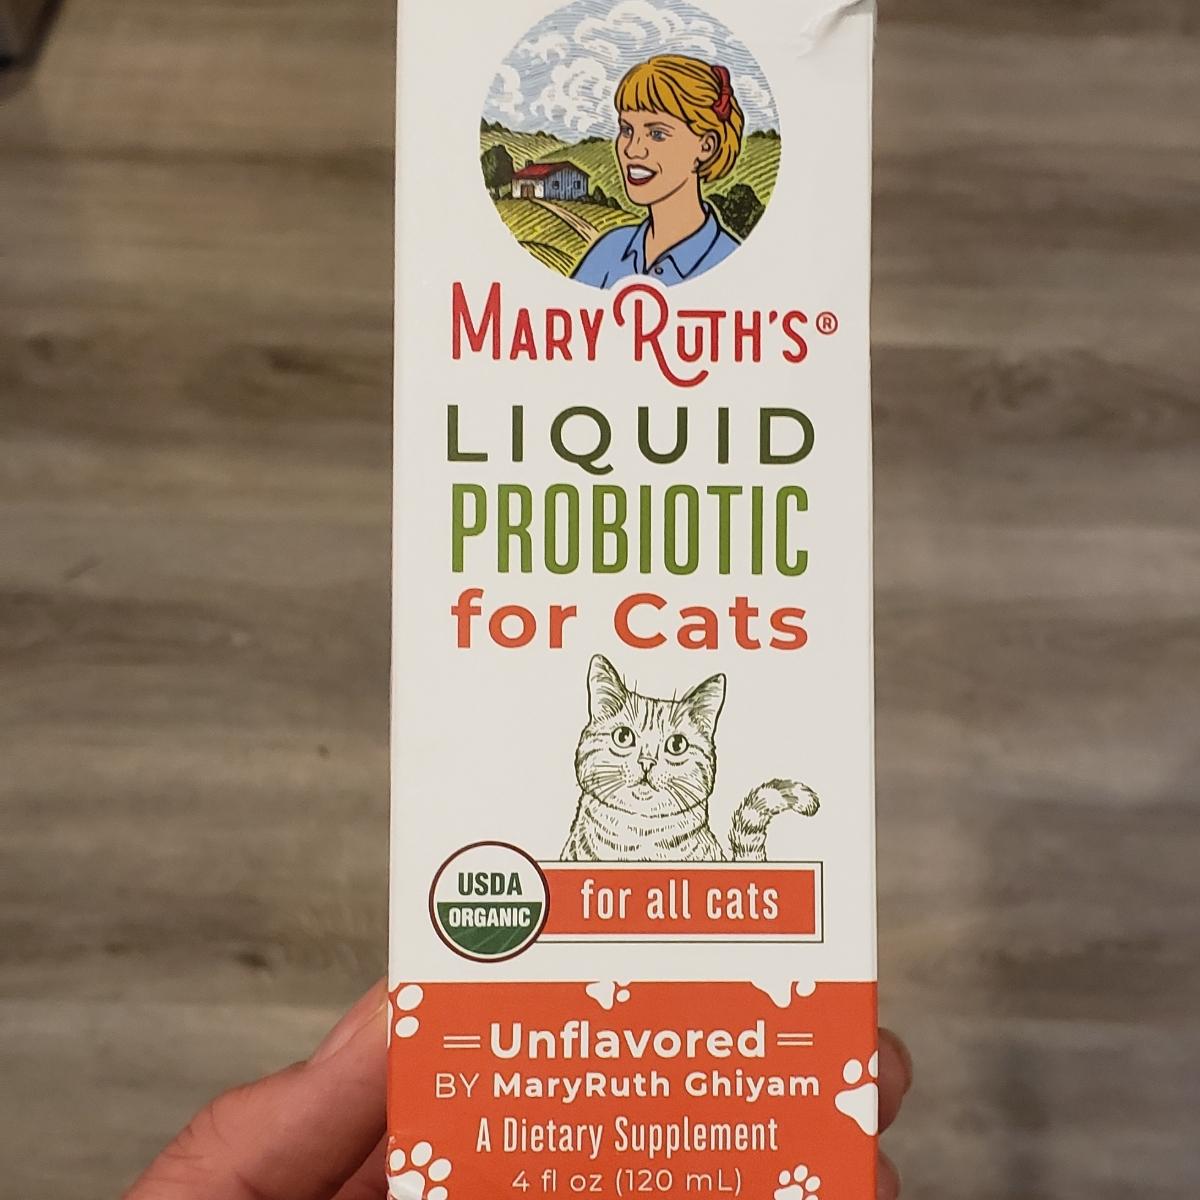 MARY RUTH'S®
LIQUID
PROBIOTIC
for Cats
USDA
ORGANIC
for all cats
Unflavored
BY MaryRuth Ghiyam
A Dietary Supplement
4 fl oz (120 mL)